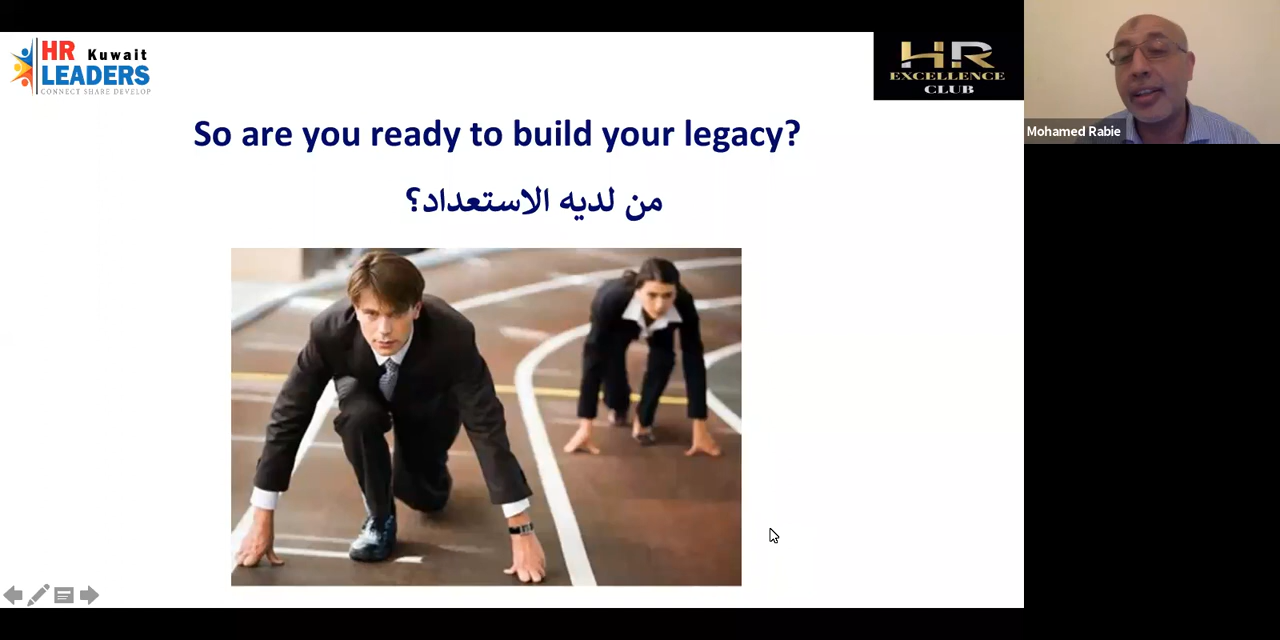 HR Kuwait
LEADERS
CONNECT SHARE DEVELOP
HR
EXCELLENCE
CLUB
Mohamed Rabie
So are you ready to build your legacy?
من لديه الاستعداد؟